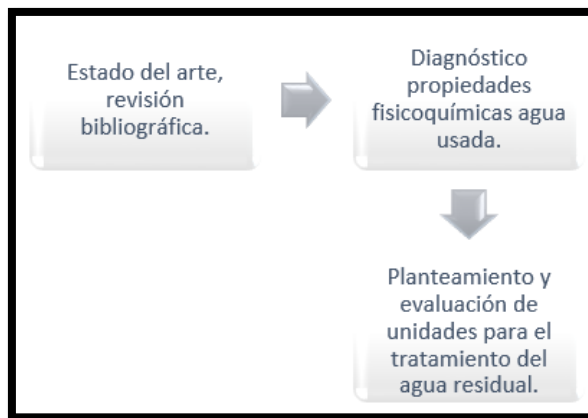 Estado del arte,
revisión
bibliográfica.
Diagnóstico
propiedades
fisicoquímicas agua
usada.
Planteamiento y
evaluación de
unidades para el
tratamiento del
agua residual.